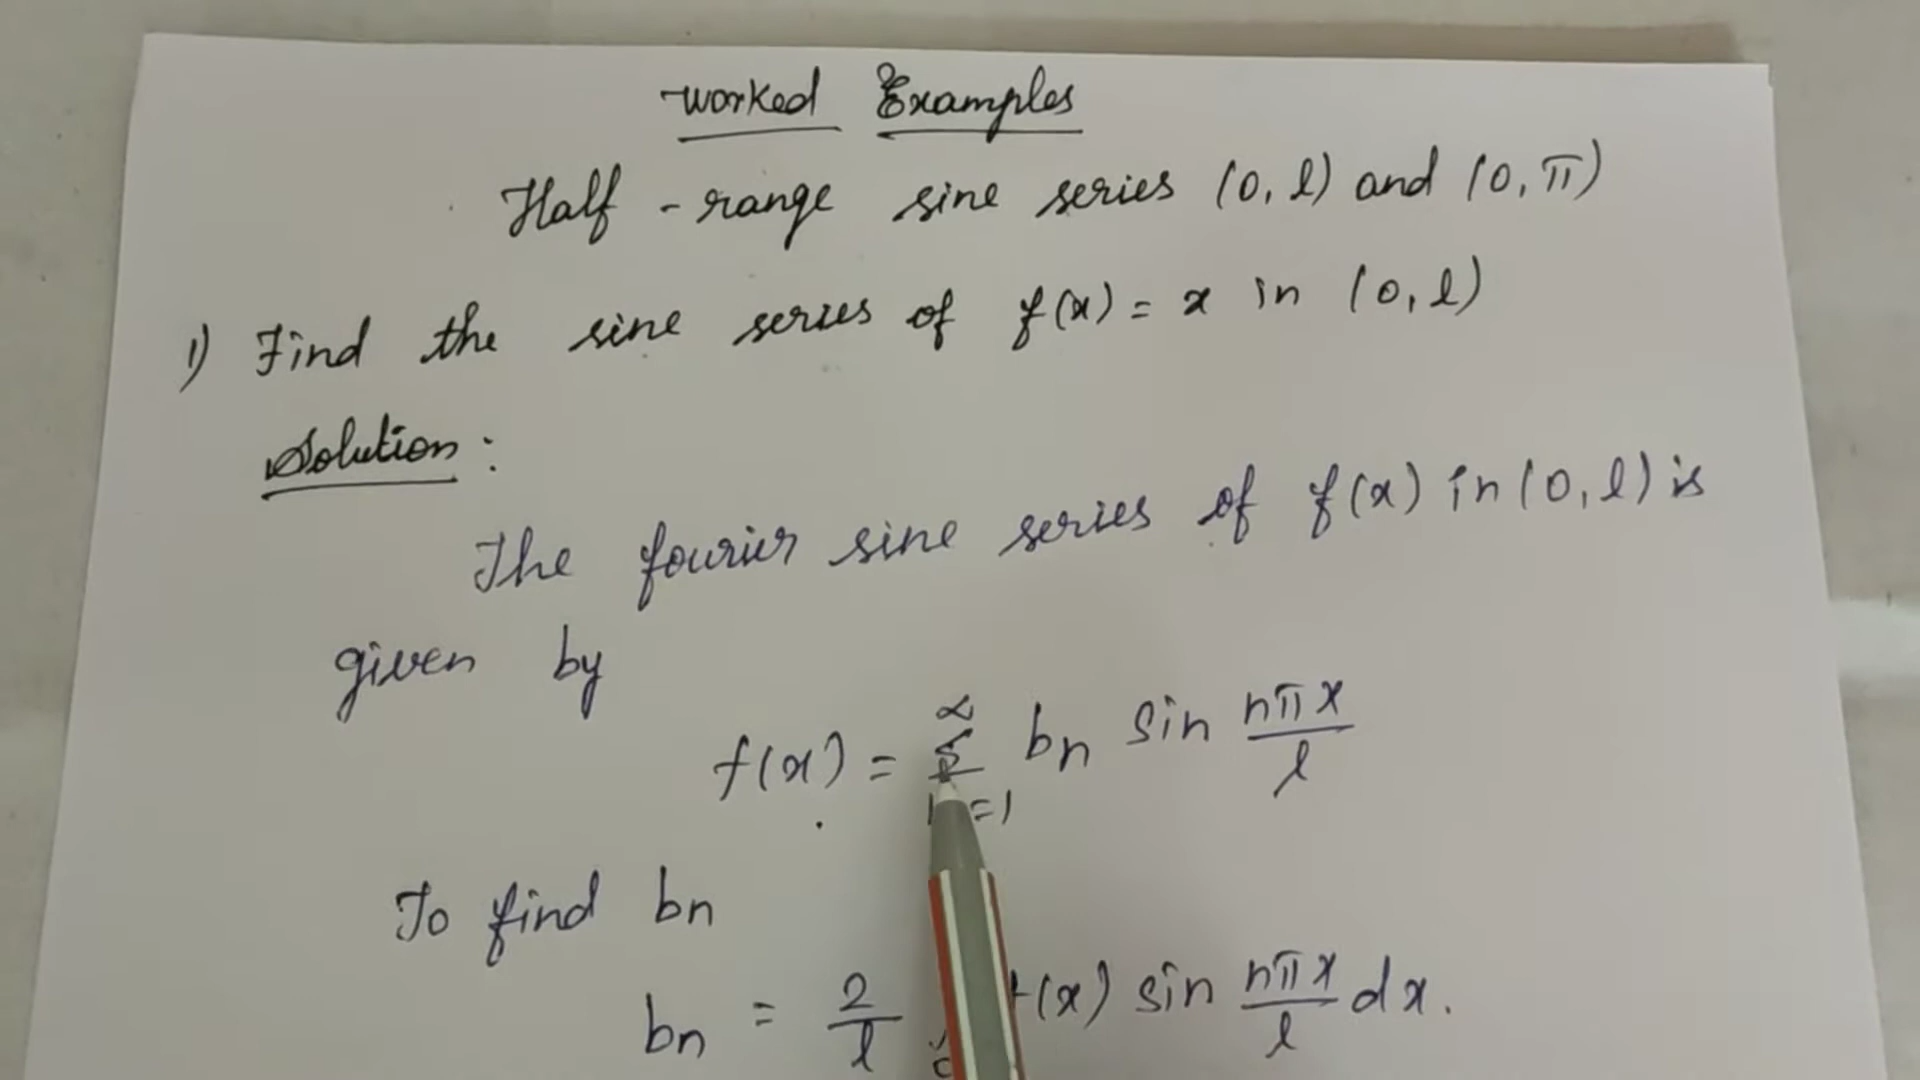 Worked Examples
Half-range sine series (0, l) and (0, π)
1) Find the sine series of f(x) = x in (0, l)
Solution:
The fourier sine series of f(x) in (0, l) is
given by
f(x) = ∑_{n=1}^{∞} bn sin nπx/l
To find bn
bn = 2/l ∫_0 f(x) sin nπx/l dx.